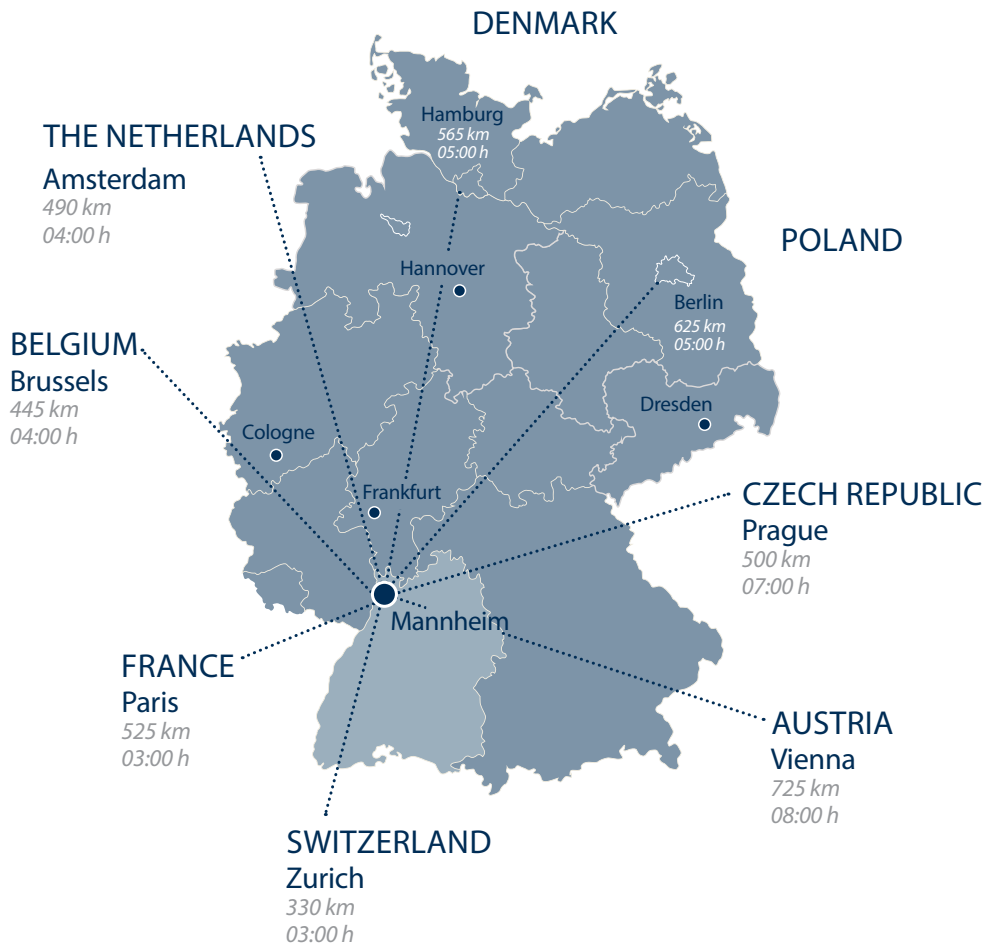 DENMARK
Hamburg
565 km
05:00 h
THE NETHERLANDS
Amsterdam
490 km
04:00 h
POLAND
Hannover
Berlin
625 km
05:00 h
BELGIUM
Brussels
445 km
04:00 h
Dresden
Cologne
Frankfurt
CZECH REPUBLIC
Prague
500 km
07:00 h
Mannheim
FRANCE
Paris
525 km
03:00 h
AUSTRIA
Vienna
725 km
08:00 h
SWITZERLAND
Zurich
330 km
03:00 h